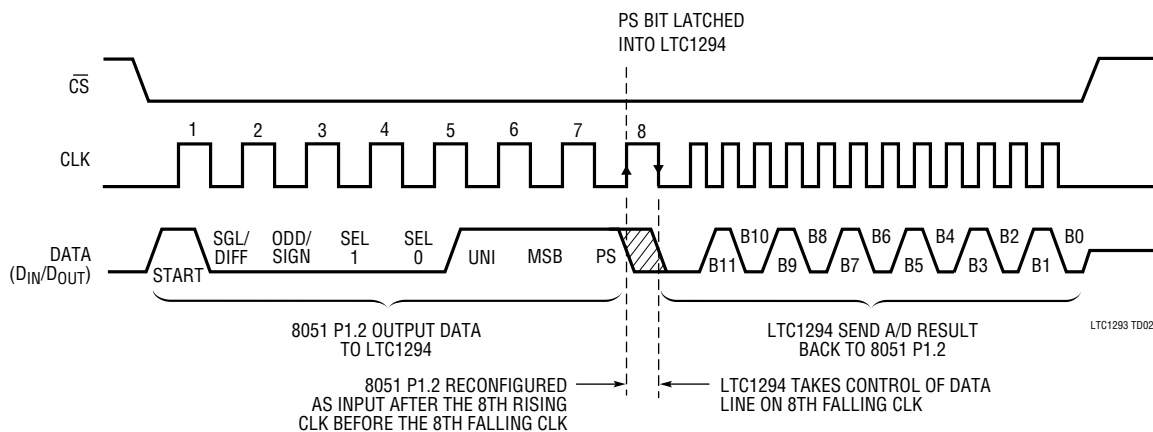 PS BIT LATCHED
INTO LTC1294
CS
1 2 3 4 5 6 7 8
CLK
DATA
(DIN/DOUT)
START
SGL/
DIFF
ODD/
SIGN
SEL
1
SEL
0
UNI MSB PS
B11 B10 B9 B8 B7 B6 B5 B4 B3 B2 B1 B0
8051 P1.2 OUTPUT DATA
TO LTC1294
LTC1294 SEND A/D RESULT
BACK TO 8051 P1.2
LTC1293 TD02
8051 P1.2 RECONFIGURED
AS INPUT AFTER THE 8TH RISING
CLK BEFORE THE 8TH FALLING CLK
LTC1294 TAKES CONTROL OF DATA
LINE ON 8TH FALLING CLK